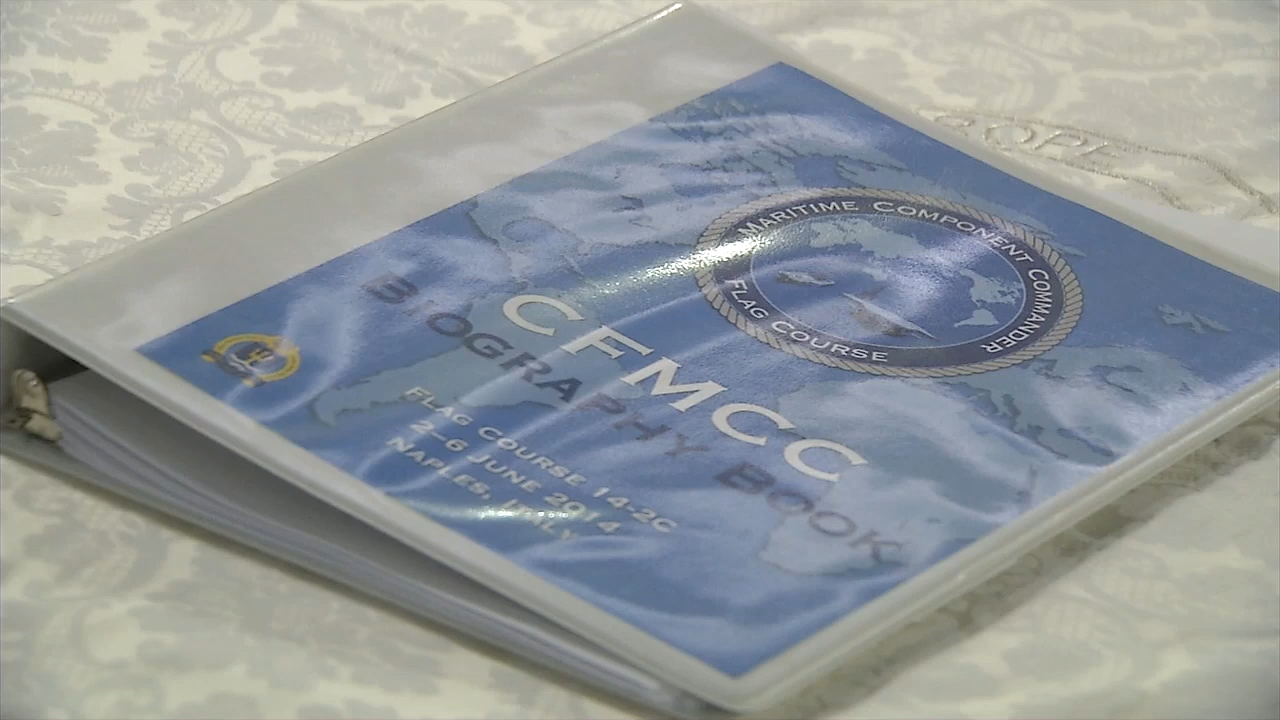 MARITIME COMPONENT COMMANDER
FLAG COURSE
CFMCC
BIOGRAPHY BOOK
FLAG COURSE 14-2C
2-6 JUNE 2014
NAPLES, ITALY